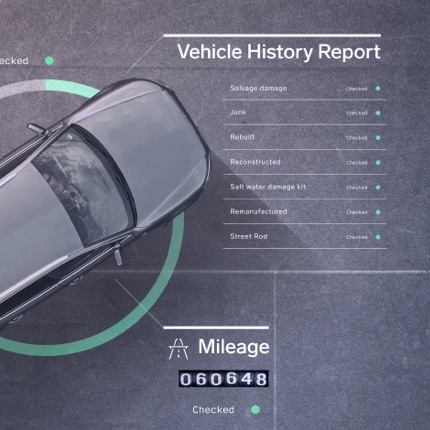 ecked
Vehicle History Report
Salvage damage Checked
Junk Checked
Rebuilt Checked
Reconstructed Checked
Salt water damage kit Checked
Remanufactured Checked
Street Rod Checked
Mileage
060648
Checked